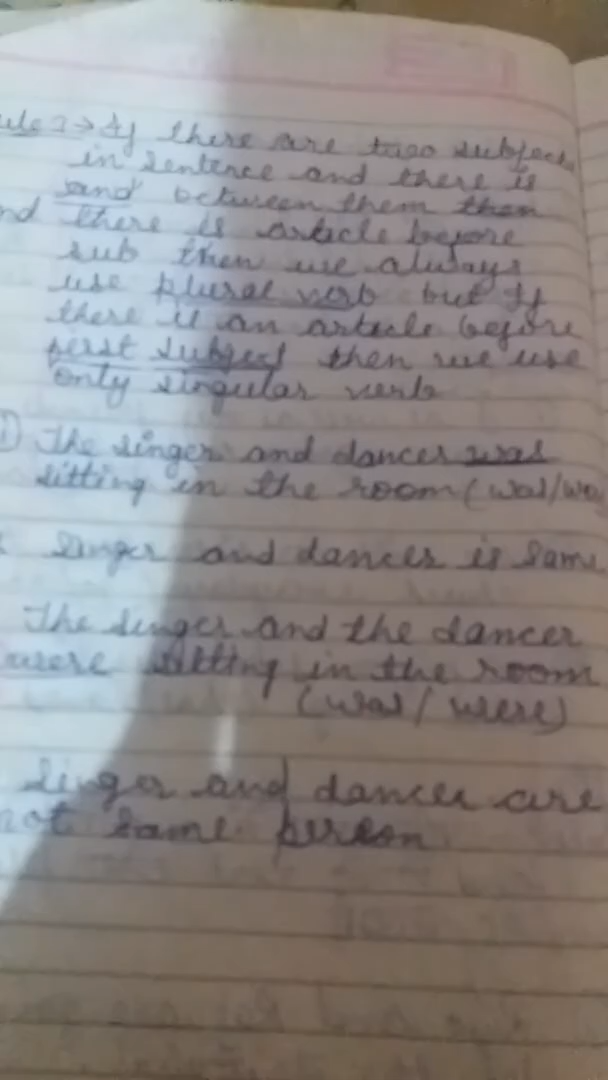 ule I → If there are two subject
in sentence and there is
and between them then
nd there is article before
sub then use always
use plural verb but if
there is an article before
first subject then we use
only singular verb
1) The singer and dancer was
sitting in the room (was/we
singer and dancer is same
The singer and the dancer
were sitting in the room
(was/were)
singer and dancer are
not same person